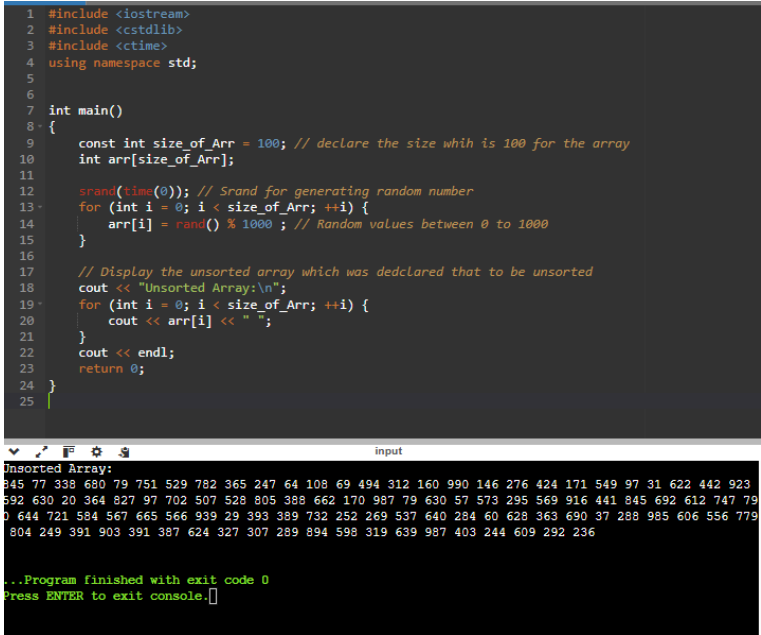 1 #include <iostream>
2 #include <cstdlib>
3 #include <ctime>
4 using namespace std;
5
6
7 int main()
8 {
9     const int size_of_Arr = 100; // declare the size whih is 100 for the array
10     int arr[size_of_Arr];
11
12     srand(time(0)); // Srand for generating random number
13     for (int i = 0; i < size_of_Arr; ++i) {
14         arr[i] = rand() % 1000 ; // Random values between 0 to 1000
15     }
16
17     // Display the unsorted array which was dedclared that to be unsorted
18     cout << "Unsorted Array:\n";
19     for (int i = 0; i < size_of_Arr; ++i) {
20         cout << arr[i] << " ";
21     }
22     cout << endl;
23     return 0;
24 }
25
input
Unsorted Array:
845 77 338 680 79 751 529 782 365 247 64 108 69 494 312 160 990 146 276 424 171 549 97 31 622 442 923
592 630 20 364 827 97 702 507 528 805 388 662 170 987 79 630 57 573 295 569 916 441 845 692 612 747 79
0 644 721 584 567 665 566 939 29 393 389 732 252 269 537 640 284 60 628 363 690 37 288 985 606 556 779
804 249 391 903 391 387 624 327 307 289 894 598 319 639 987 403 244 609 292 236
...Program finished with exit code 0
Press ENTER to exit console.